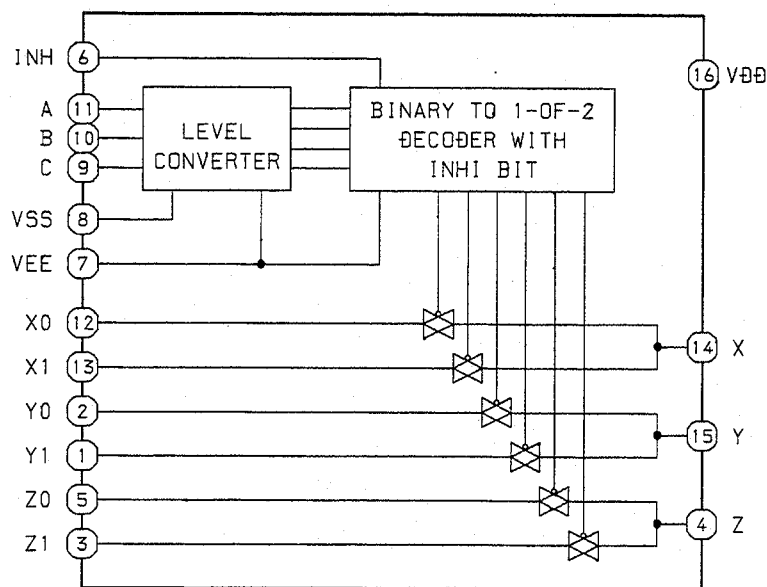 INH 6
16 VDD
A 11
B 10
C 9
LEVEL
CONVERTER
BINARY TO 1-OF-2
DECODER WITH
INHI BIT
VSS 8
VEE 7
X0 12
X1 13
14 X
Y0 2
Y1 1
15 Y
Z0 5
Z1 3
4 Z